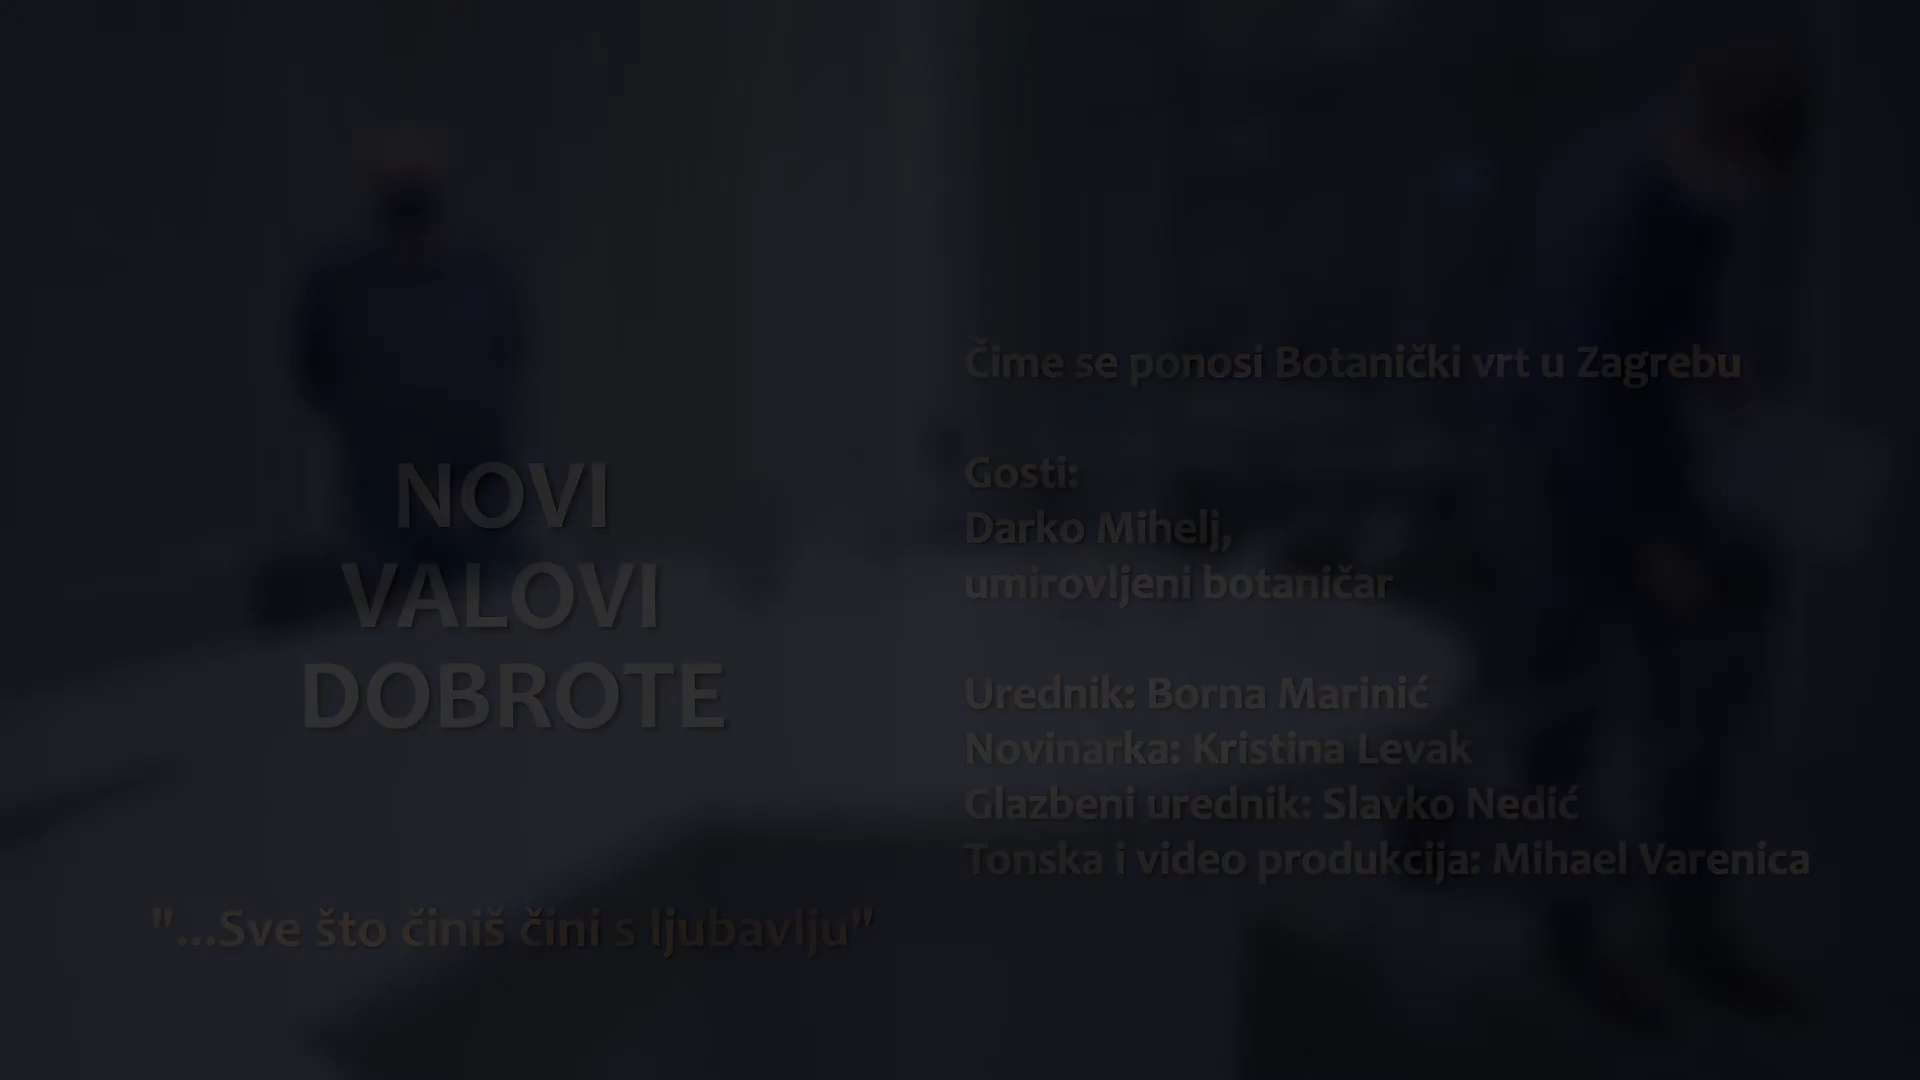 NOVI
VALOVI
DOBROTE
"...Sve što činiš čini s ljubavlju"
Čime se ponosi Botanički vrt u Zagrebu
Gosti:
Darko Mihelj,
umirovljeni botaničar
Urednik: Borna Marinić
Novinarka: Kristina Levak
Glazbeni urednik: Slavko Nedić
Tonska i video produkcija: Mihael Varenica